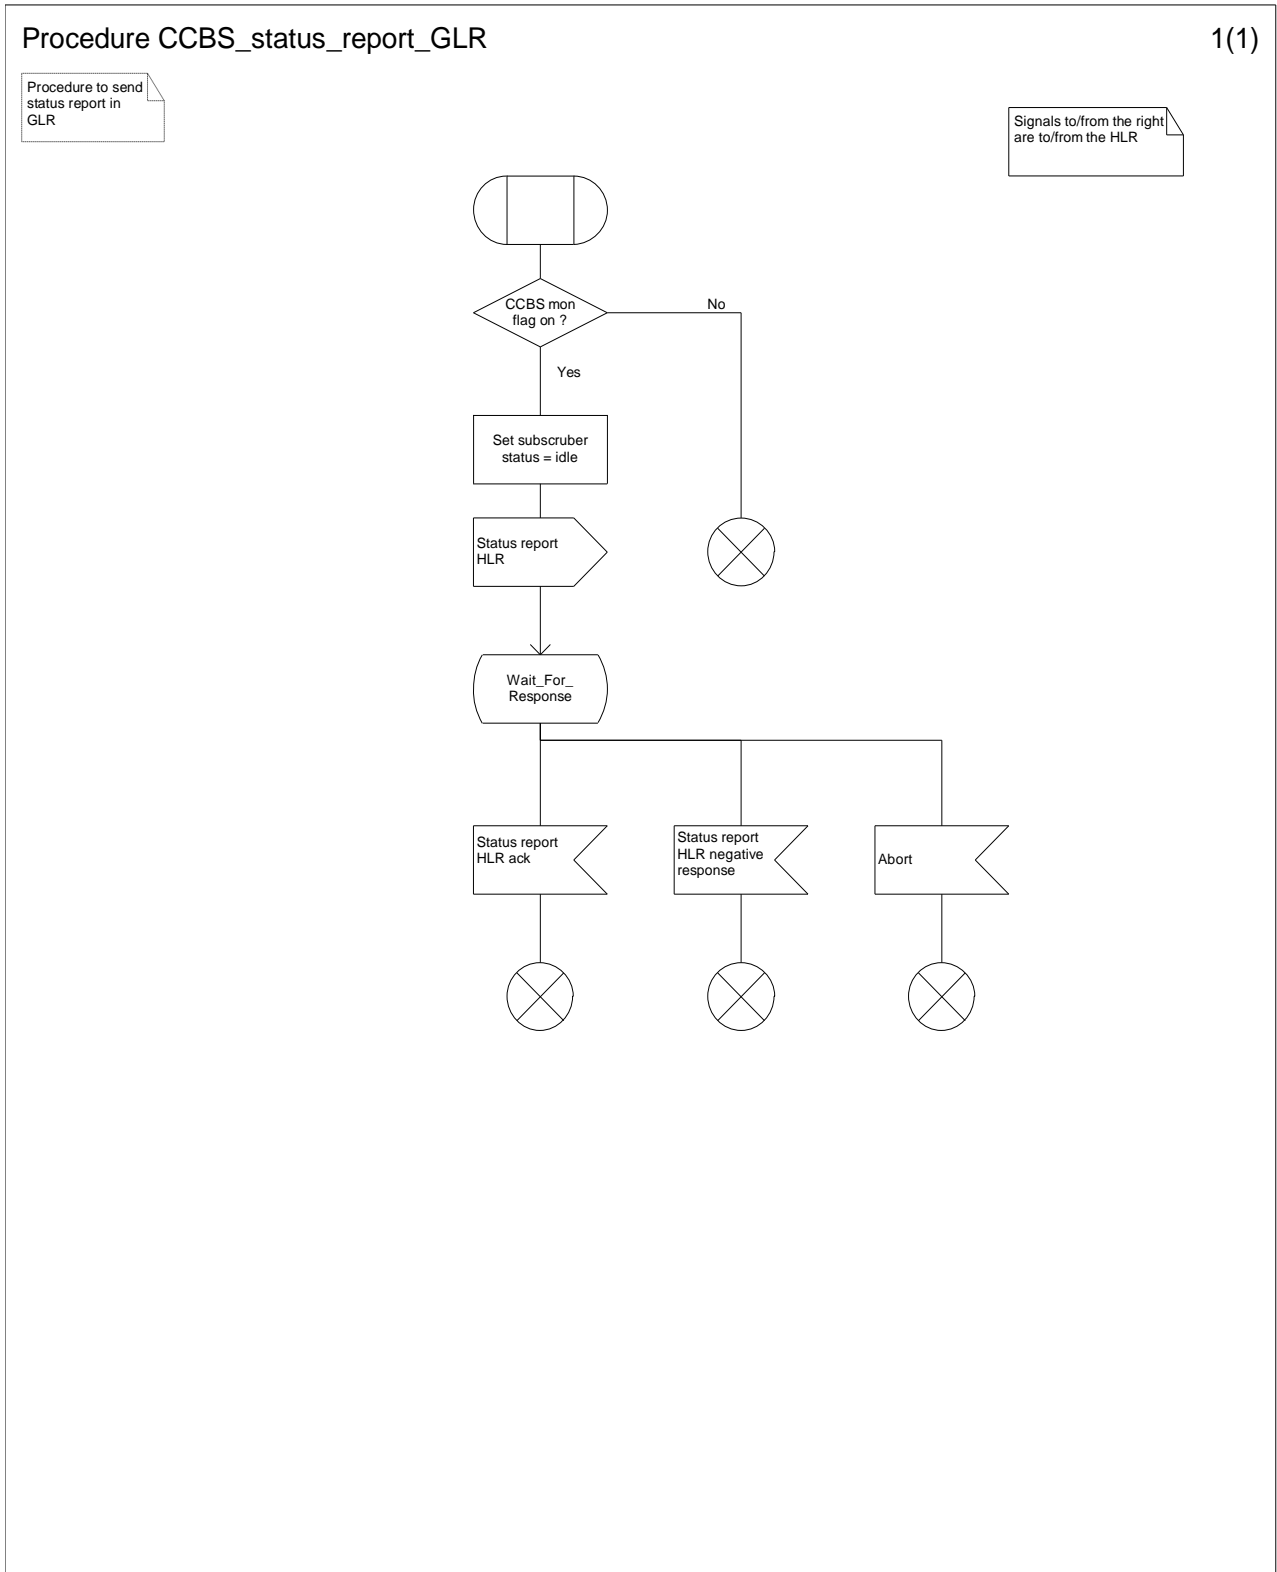 Procedure CCBS_status_report_GLR
1(1)
Procedure to send
status report in
GLR
Signals to/from the right
are to/from the HLR
CCBS mon
flag on ?
No
Yes
Set subscruber
status = idle
Status report
HLR
Wait_For_
Response
Status report
HLR ack
Status report
HLR negative
response
Abort